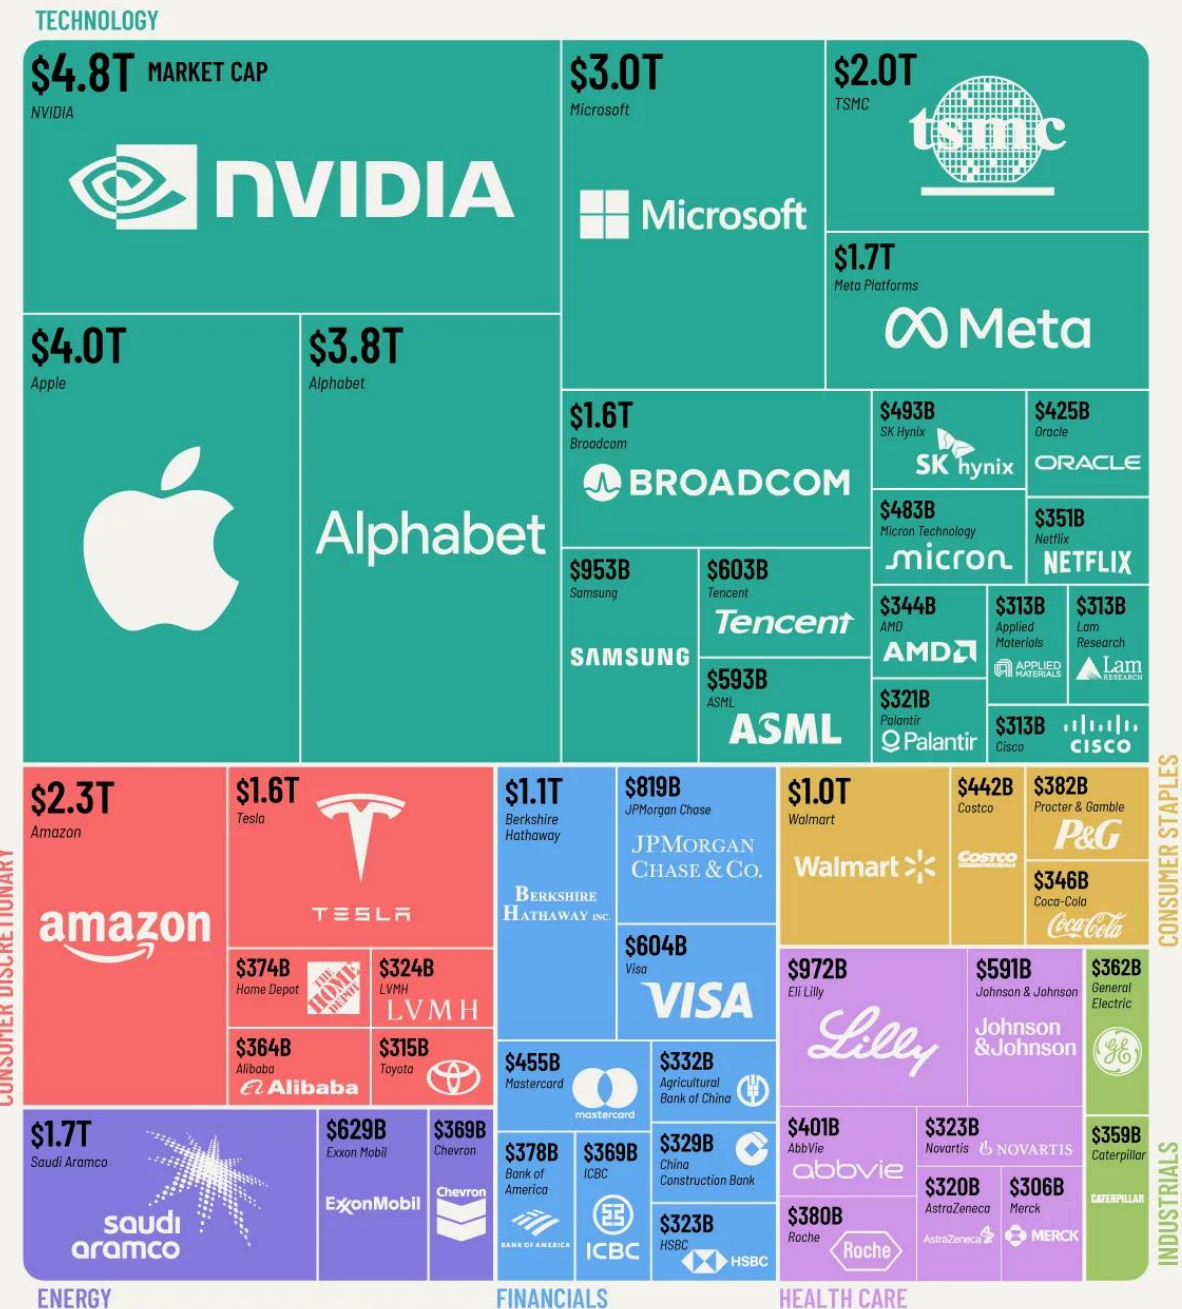 TECHNOLOGY
$4.8T MARKET CAP
NVIDIA
NVIDIA
$3.0T
Microsoft
Microsoft
$2.0T
TSMC
tsmc
$1.7T
Meta Platforms
Meta
$4.0T
Apple
$3.8T
Alphabet
Alphabet
$1.6T
Broadcom
BROADCOM
$493B
SK Hynix
SK hynix
$425B
Oracle
ORACLE
$483B
Micron Technology
micron
$351B
Netflix
NETFLIX
$953B
Samsung
SAMSUNG
$603B
Tencent
Tencent
$593B
ASML
ASML
$344B
AMD
AMD
$313B
Applied
Materials
APPLIED
MATERIALS
$313B
Lam
Research
Lam
RESEARCH
$321B
Palantir
Palantir
$313B
Cisco
CISCO
CONSUMER DISCRETIONARY
$2.3T
Amazon
amazon
$1.6T
Tesla
TESLA
$374B
Home Depot
THE
HOME
DEPOT
$324B
LVMH
LVMH
$364B
Alibaba
Alibaba
$315B
Toyota
$1.1T
Berkshire
Hathaway
BERKSHIRE
HATHAWAY INC.
$819B
JPMorgan Chase
JPMORGAN
CHASE & CO.
$604B
Visa
VISA
$455B
Mastercard
mastercard
$332B
Agricultural
Bank of China
$378B
Bank of
America
BANK OF AMERICA
$369B
ICBC
ICBC
$329B
China
Construction Bank
$323B
HSBC
HSBC
FINANCIALS
$1.0T
Walmart
Walmart
$442B
Costco
COSTCO
WHOLESALE
$382B
Procter & Gamble
P&G
$346B
Coca-Cola
Coca-Cola
CONSUMER STAPLES
$972B
Eli Lilly
Lilly
$591B
Johnson & Johnson
Johnson
&Johnson
$401B
AbbVie
abbvie
$323B
Novartis
NOVARTIS
$380B
Roche
Roche
$320B
AstraZeneca
AstraZeneca
$306B
Merck
MERCK
HEALTH CARE
$362B
General
Electric
GE
$359B
Caterpillar
CATERPILLAR
INDUSTRIALS
$1.7T
Saudi Aramco
saudi
aramco
$629B
Exxon Mobil
ExxonMobil
$369B
Chevron
Chevron
ENERGY